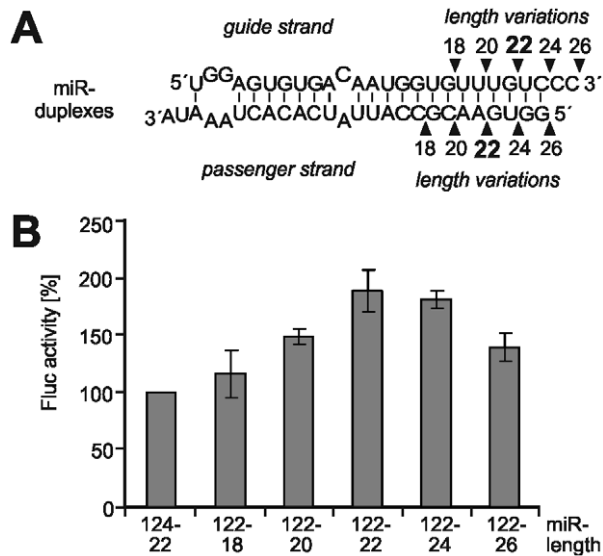 A
guide strand
length variations
18 20 22 24 26
miR-
duplexes
5´UGGAGUGUGACAAUGGUGUUUGUCCC 3´
3´AUAAAUCACACUAUUACCGCAAGUGG 5´
18 20 22 24 26
passenger strand
length variations
B
Fluc activity [%]
250
200
150
100
50
0
124-22
122-18
122-20
122-22
122-24
122-26
miR-
length